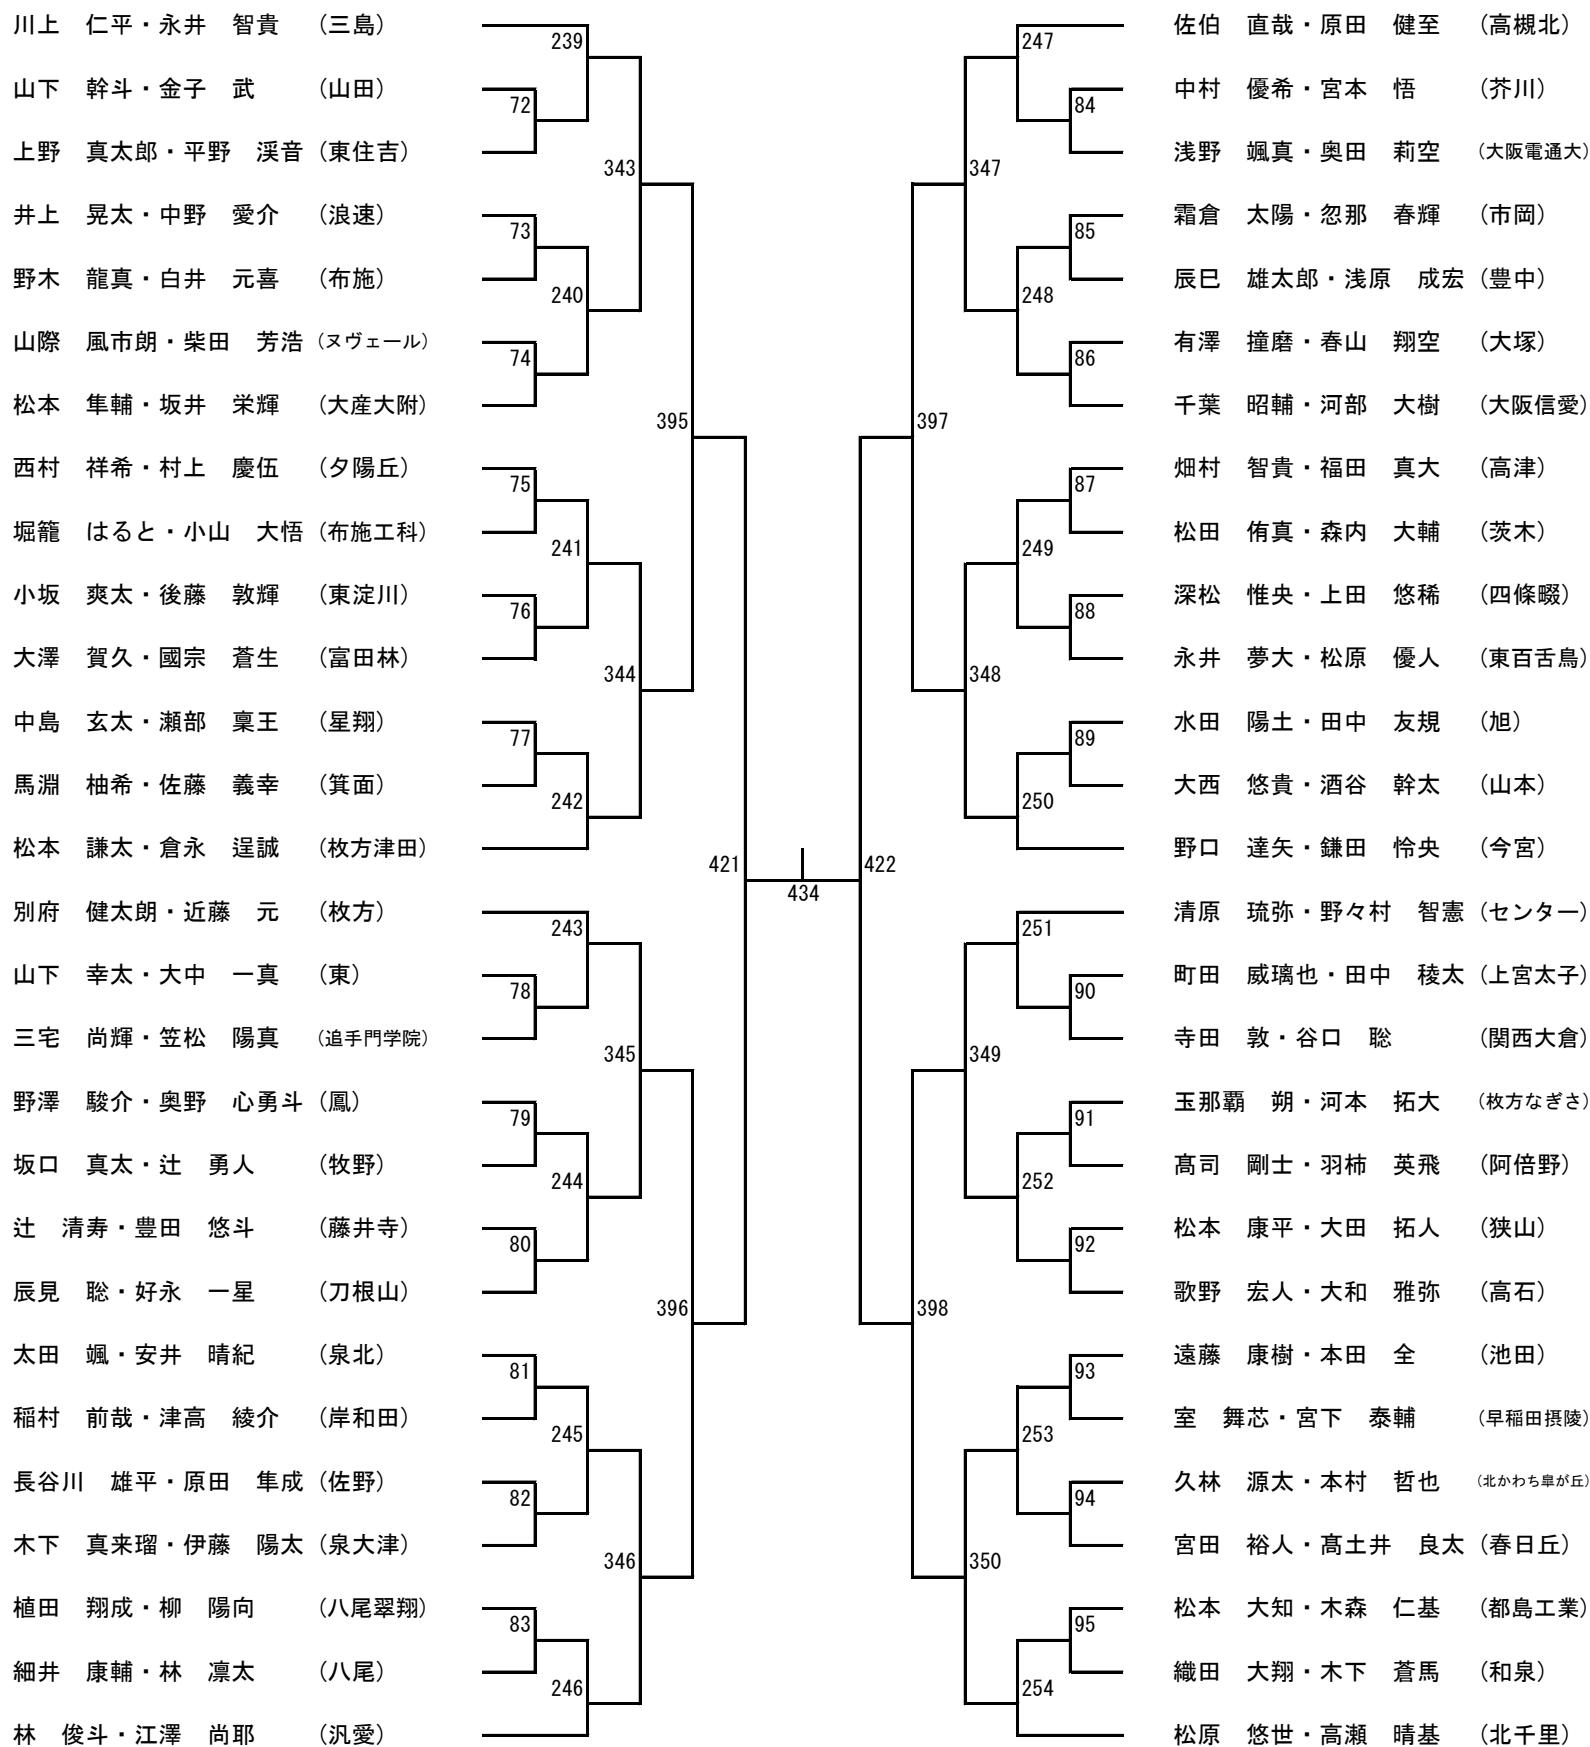 川上　仁平・永井　智貴　（三島）
239
山下　幹斗・金子　武　（山田）
72
上野　真太郎・平野　渓音（東住吉）
343
井上　晃太・中野　愛介　（浪速）
73
野木　龍真・白井　元喜　（布施）
240
山際　風市朗・柴田　芳浩（ヌヴェール）
74
松本　隼輔・坂井　栄輝　（大産大附）
395
西村　祥希・村上　慶伍　（夕陽丘）
75
堀籠　はると・小山　大悟（布施工科）
241
小坂　爽太・後藤　敦輝　（東淀川）
76
大澤　賀久・國宗　蒼生　（富田林）
344
中島　玄太・瀬部　稟王　（星翔）
77
馬淵　柚希・佐藤　義幸　（箕面）
242
松本　謙太・倉永　逞誠　（枚方津田）
421
別府　健太朗・近藤　元　（枚方）
243
山下　幸太・大中　一真　（東）
78
三宅　尚輝・笠松　陽真　（追手門学院）
345
野澤　駿介・奥野　心勇斗（鳳）
79
坂口　真太・辻　勇人　（牧野）
244
辻　清寿・豊田　悠斗　（藤井寺）
80
辰見　聡・好永　一星　（刀根山）
396
太田　颯・安井　晴紀　（泉北）
81
稲村　前哉・津高　綾介　（岸和田）
245
長谷川　雄平・原田　隼成（佐野）
82
木下　真来瑠・伊藤　陽太（泉大津）
346
植田　翔成・柳　陽向　（八尾翠翔）
83
細井　康輔・林　凛太　（八尾）
246
林　俊斗・江澤　尚耶　（汎愛）
434
佐伯　直哉・原田　健至　（高槻北）
247
中村　優希・宮本　悟　（芥川）
84
浅野　颯真・奥田　莉空　（大阪電通大）
347
霜倉　太陽・忽那　春輝　（市岡）
85
辰巳　雄太郎・浅原　成宏（豊中）
248
有澤　撞磨・春山　翔空　（大塚）
86
千葉　昭輔・河部　大樹　（大阪信愛）
397
畑村　智貴・福田　真大　（高津）
87
松田　侑真・森内　大輔　（茨木）
249
深松　惟央・上田　悠稀　（四條畷）
88
永井　夢大・松原　優人　（東百舌鳥）
348
水田　陽土・田中　友規　（旭）
89
大西　悠貴・酒谷　幹太　（山本）
250
野口　達矢・鎌田　怜央　（今宮）
422
清原　琉弥・野々村　智憲（センター）
251
町田　威璃也・田中　稜太（上宮太子）
90
寺田　敦・谷口　聡　（関西大倉）
349
玉那覇　朔・河本　拓大　（枚方なぎさ）
91
髙司　剛士・羽柿　英飛　（阿倍野）
252
松本　康平・大田　拓人　（狭山）
92
歌野　宏人・大和　雅弥　（高石）
398
遠藤　康樹・本田　全　（池田）
93
室　舞芯・宮下　泰輔　（早稲田摂陵）
253
久林　源太・本村　哲也　（北かわち皐が丘）
94
宮田　裕人・髙土井　良太（春日丘）
350
松本　大知・木森　仁基　（都島工業）
95
織田　大翔・木下　蒼馬　（和泉）
254
松原　悠世・高瀬　晴基　（北千里）